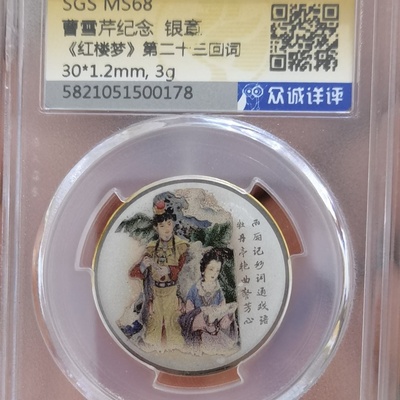 SGS MS68
曹雪芹纪念 银章
《红楼梦》第二十三回词
30*1.2mm, 3g
5821051500178
众诚详评
西厢记妙词通戏语
牡丹亭艳曲警芳心